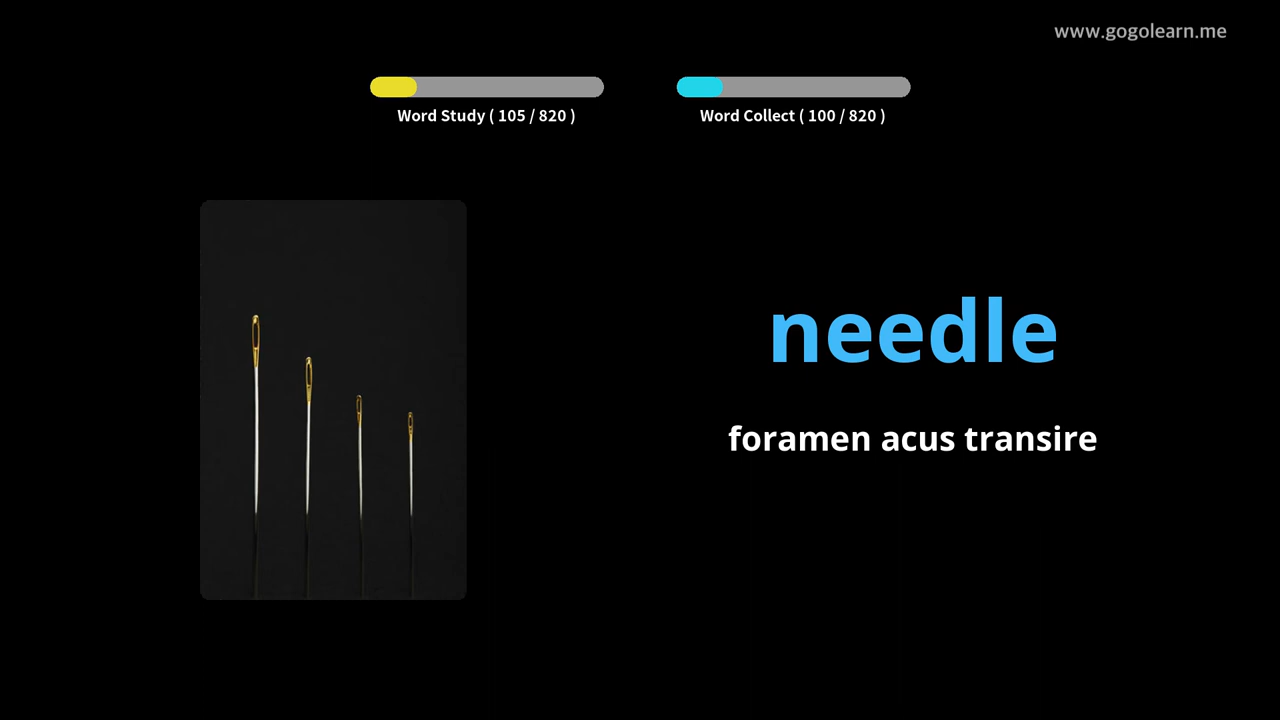 www.gogolearn.me
Word Study ( 105 / 820 )
Word Collect ( 100 / 820 )
needle
foramen acus transire